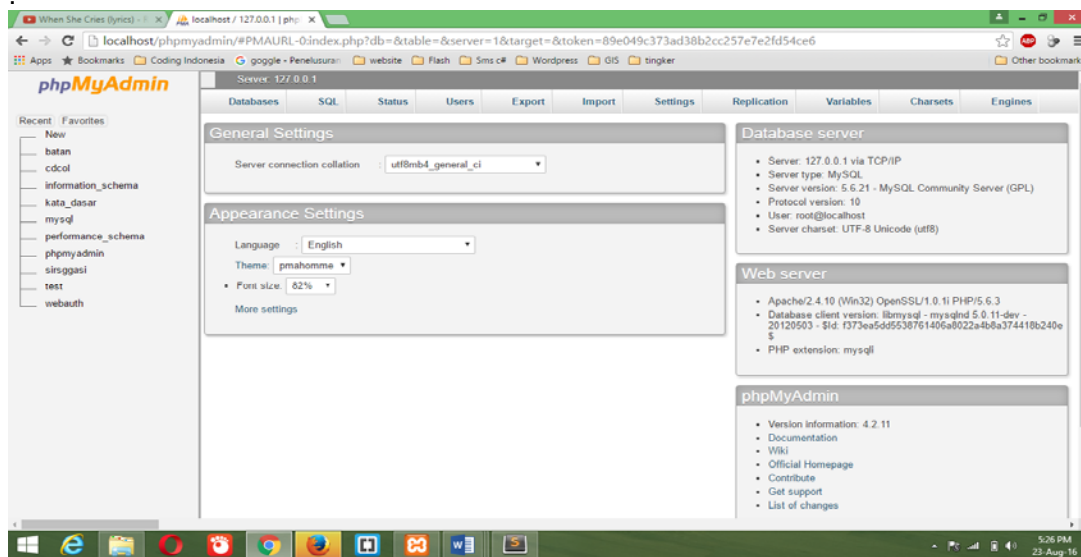 When She Cries (lyrics) -
localhost / 127.0.0.1 | php
localhost/phpmyadmin/#PMAURL-0:index.php?db=&table=&server=1&target=&token=89e049c373ad38b2cc257e7e2fd54ce6
Apps Bookmarks Coding Indonesia goggle - Penelusuran website Flash Sms c# Wordpress GIS tingker Other bookmark
phpMyAdmin
Recent Favorites
New
batan
cdcol
information_schema
kata_dasar
mysql
performance_schema
phpmyadmin
sirsggasi
test
webauth
Server: 127.0.0.1
Databases SQL Status Users Export Import Settings Replication Variables Charsets Engines
General Settings
Server connection collation : utf8mb4_general_ci
Appearance Settings
Language : English
Theme: pmahomme
Font size: 82%
More settings
Database server
Server: 127.0.0.1 via TCP/IP
Server type: MySQL
Server version: 5.6.21 - MySQL Community Server (GPL)
Protocol version: 10
User: root@localhost
Server charset: UTF-8 Unicode (utf8)
Web server
Apache/2.4.10 (Win32) OpenSSL/1.0.1i PHP/5.6.3
Database client version: libmysql - mysqlnd 5.0.11-dev -
20120503 - $Id: f373ea5dd5538761406a8022a4b8a374418b240e
$
PHP extension: mysqli
phpMyAdmin
Version information: 4.2.11
Documentation
Wiki
Official Homepage
Contribute
Get support
List of changes
5:26 PM
23-Aug-16